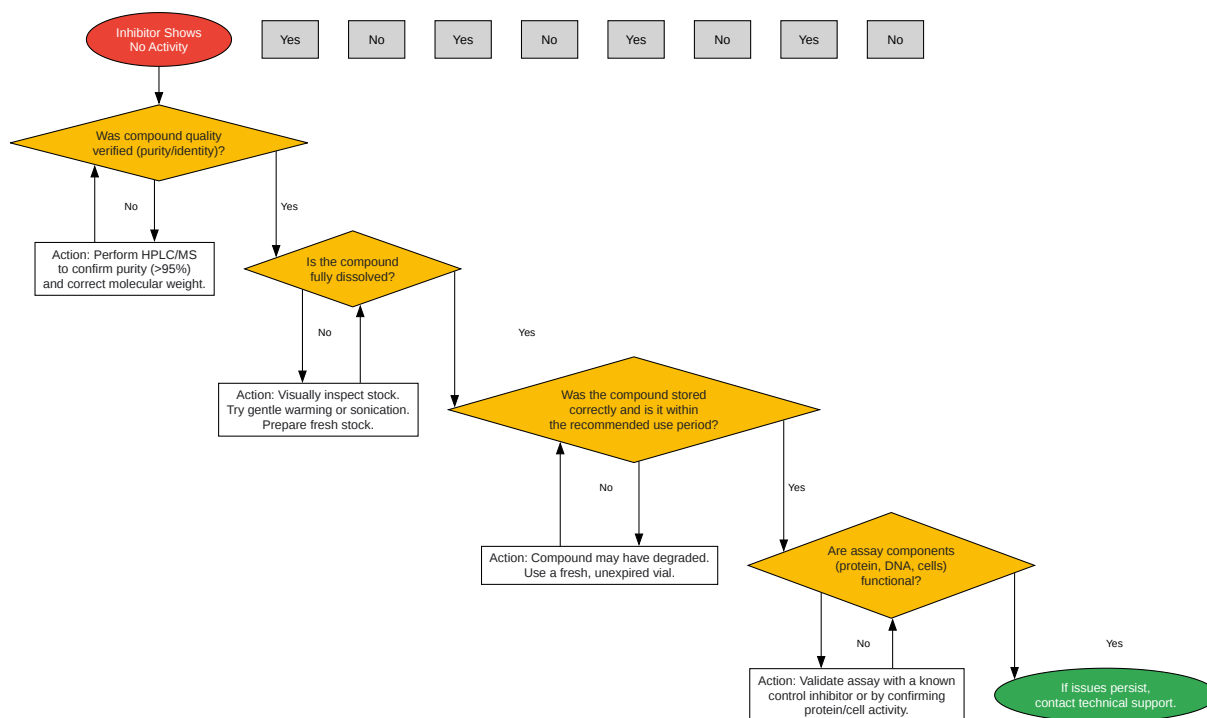 Inhibitor Shows
No Activity
Yes
No
Yes
No
Yes
No
Yes
No
Was compound quality
verified (purity/identity)?
No
Yes
Action: Perform HPLC/MS
to confirm purity (>95%)
and correct molecular weight.
Is the compound
fully dissolved?
No
Yes
Action: Visually inspect stock.
Try gentle warming or sonication.
Prepare fresh stock.
Was the compound stored
correctly and is it within
the recommended use period?
No
Yes
Action: Compound may have degraded.
Use a fresh, unexpired vial.
Are assay components
(protein, DNA, cells)
functional?
No
Yes
Action: Validate assay with a known
control inhibitor or by confirming
protein/cell activity.
If issues persist,
contact technical support.